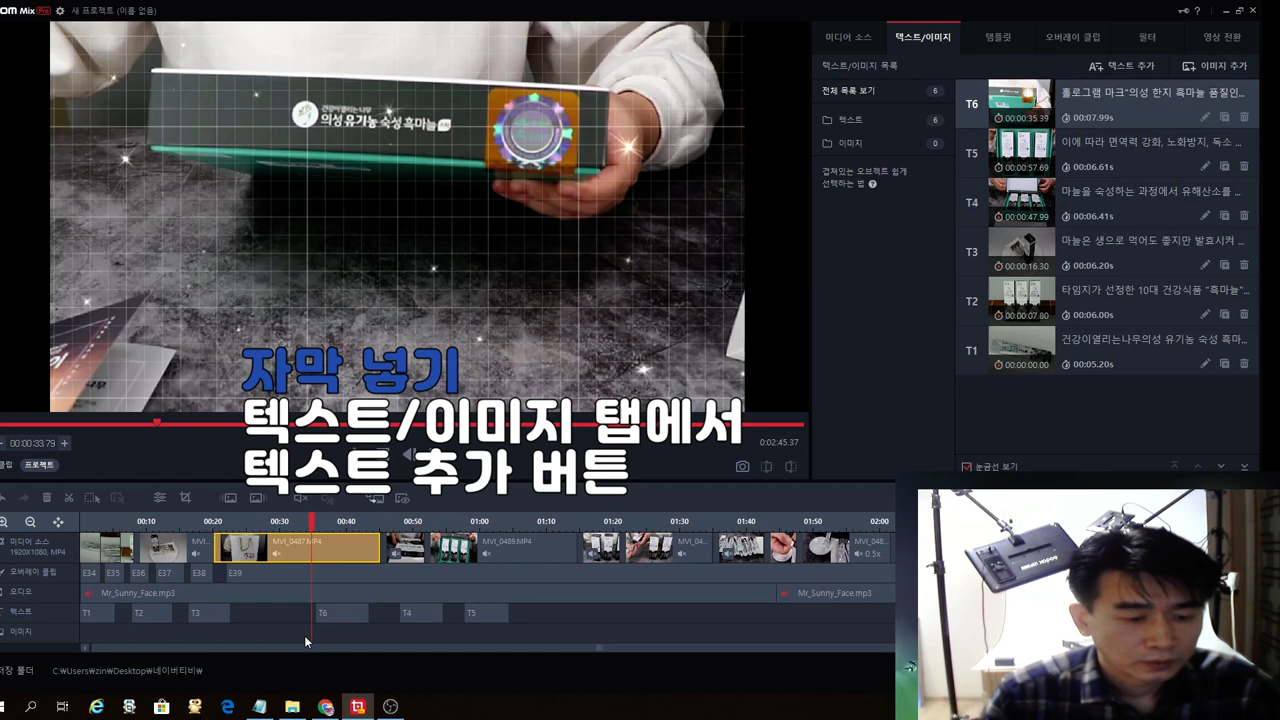 OM Mix Pro 새 프로젝트 (이름 없음)
건강이열리는나무
의성 유기농 숙성 흑마늘
자막 넣기
텍스트/이미지 탭에서
텍스트 추가 버튼
미디어 소스 텍스트/이미지 템플릿 오버레이 클립 필터 영상 전환
텍스트/이미지 목록 텍스트 추가 이미지 추가
전체 목록 보기 6
텍스트 6
이미지 0
겹쳐있는 오브젝트 쉽게
선택하는 법
T6 홀로그램 마크"의성 한지 흑마늘 품질인...
00:00:35.39 00:07.99s
T5 이에 따라 면역력 강화, 노화방지, 독소 ...
00:00:57.69 00:06.61s
T4 마늘을 숙성하는 과정에서 유해산소를 ...
00:00:47.99 00:06.41s
T3 마늘은 생으로 먹어도 좋지만 발효시켜 ...
00:00:16.30 00:06.20s
T2 타임지가 선정한 10대 건강식품 "흑마늘"...
00:00:07.80 00:06.00s
T1 건강이열리는나무의성 유기농 숙성 흑마...
00:00:00.00 00:05.20s
눈금선 보기
00:00:33.79 0:02:45.37
클립 프로젝트
00:10 00:20 00:30 00:40 00:50 01:00 01:10 01:20 01:30 01:40 01:50 02:00
미디어 소스
1920X1080, MP4
MVI... MVI_0487.MP4 MVI_0489.MP4 MVI_04... MVI_048...
0.5x
오버레이 클립 E34 E35 E36 E37 E38 E39
오디오 Mr_Sunny_Face.mp3 Mr_Sunny_Face.mp3
텍스트 T1 T2 T3 T6 T4 T5
이미지
저장 폴더 C:₩Users₩zin₩Desktop₩네이버티비₩